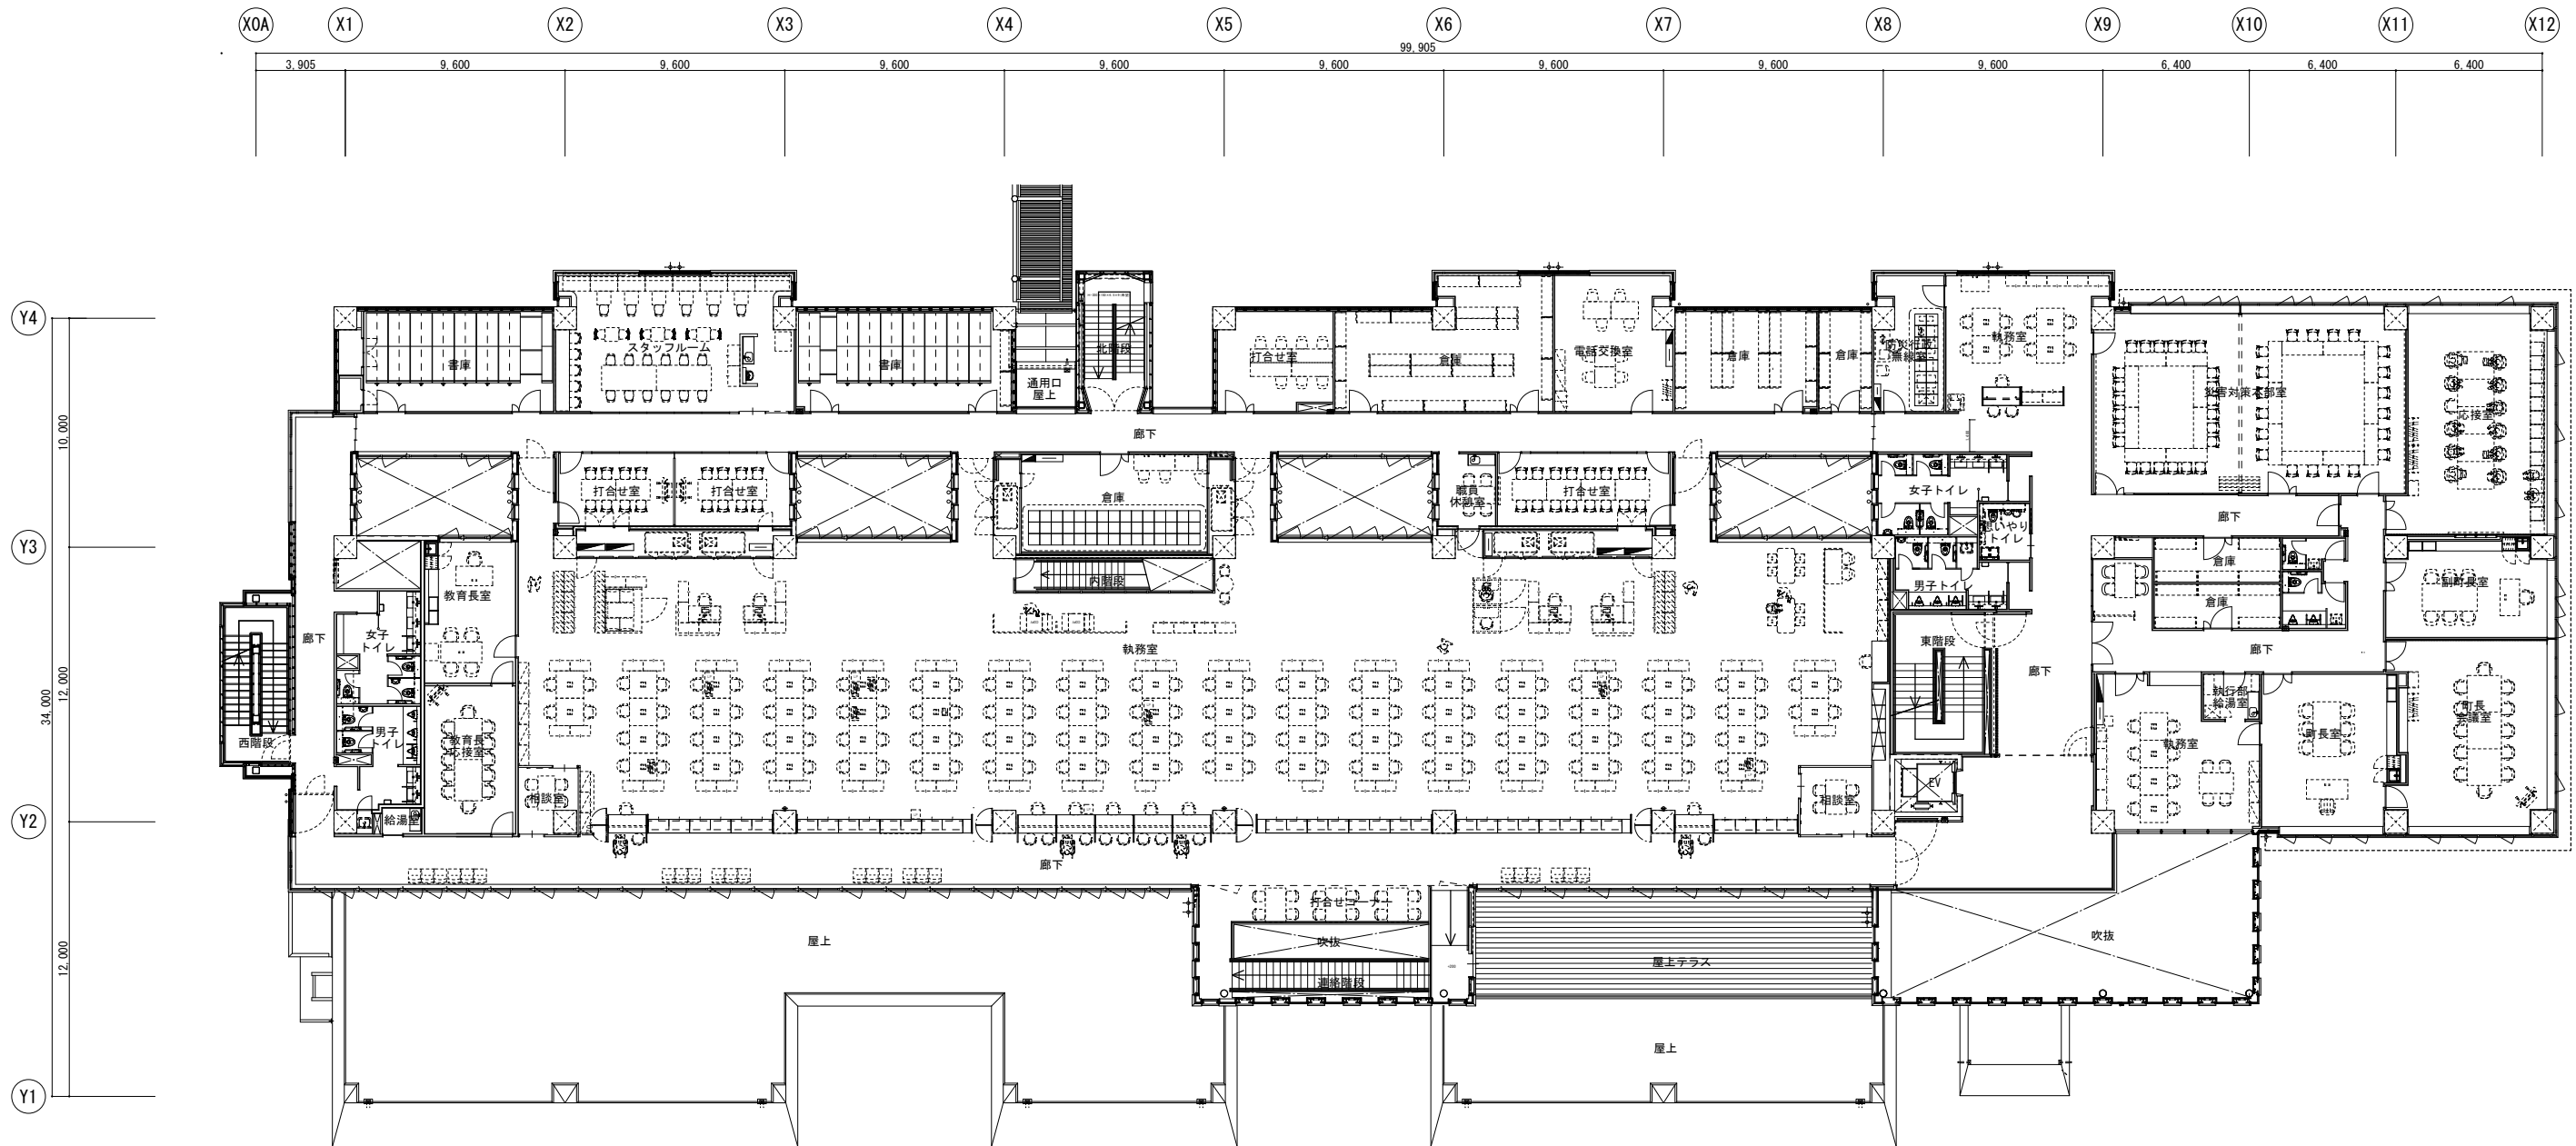 X0A X1 X2 X3 X4 X5 X6 X7 X8 X9 X10 X11 X12
99,905
3,905 9,600 9,600 9,600 9,600 9,600 9,600 9,600 9,600 6,400 6,400 6,400
Y4
Y3
Y2
Y1
10,000
12,000
12,000
34,000
書庫
スタッフルーム
書庫
通用口
屋上
北階段
打合せ室
倉庫
電話交換室
倉庫
倉庫
防災行政
無線室
執務室
災害対策本部室
応接室
廊下
打合せ室
打合せ室
倉庫
職員
休憩室
打合せ室
女子トイレ
思いやり
トイレ
廊下
教育長室
内階段
男子トイレ
倉庫
倉庫
副町長室
廊下
女子
トイレ
執務室
東階段
廊下
廊下
西階段
男子
トイレ
教育長
応接室
執行部
給湯室
執務室
町長室
町長
会議室
相談室
相談室
EV
給湯室
廊下
打合せコーナー
屋上
吹抜
連絡階段
屋上テラス
吹抜
屋上